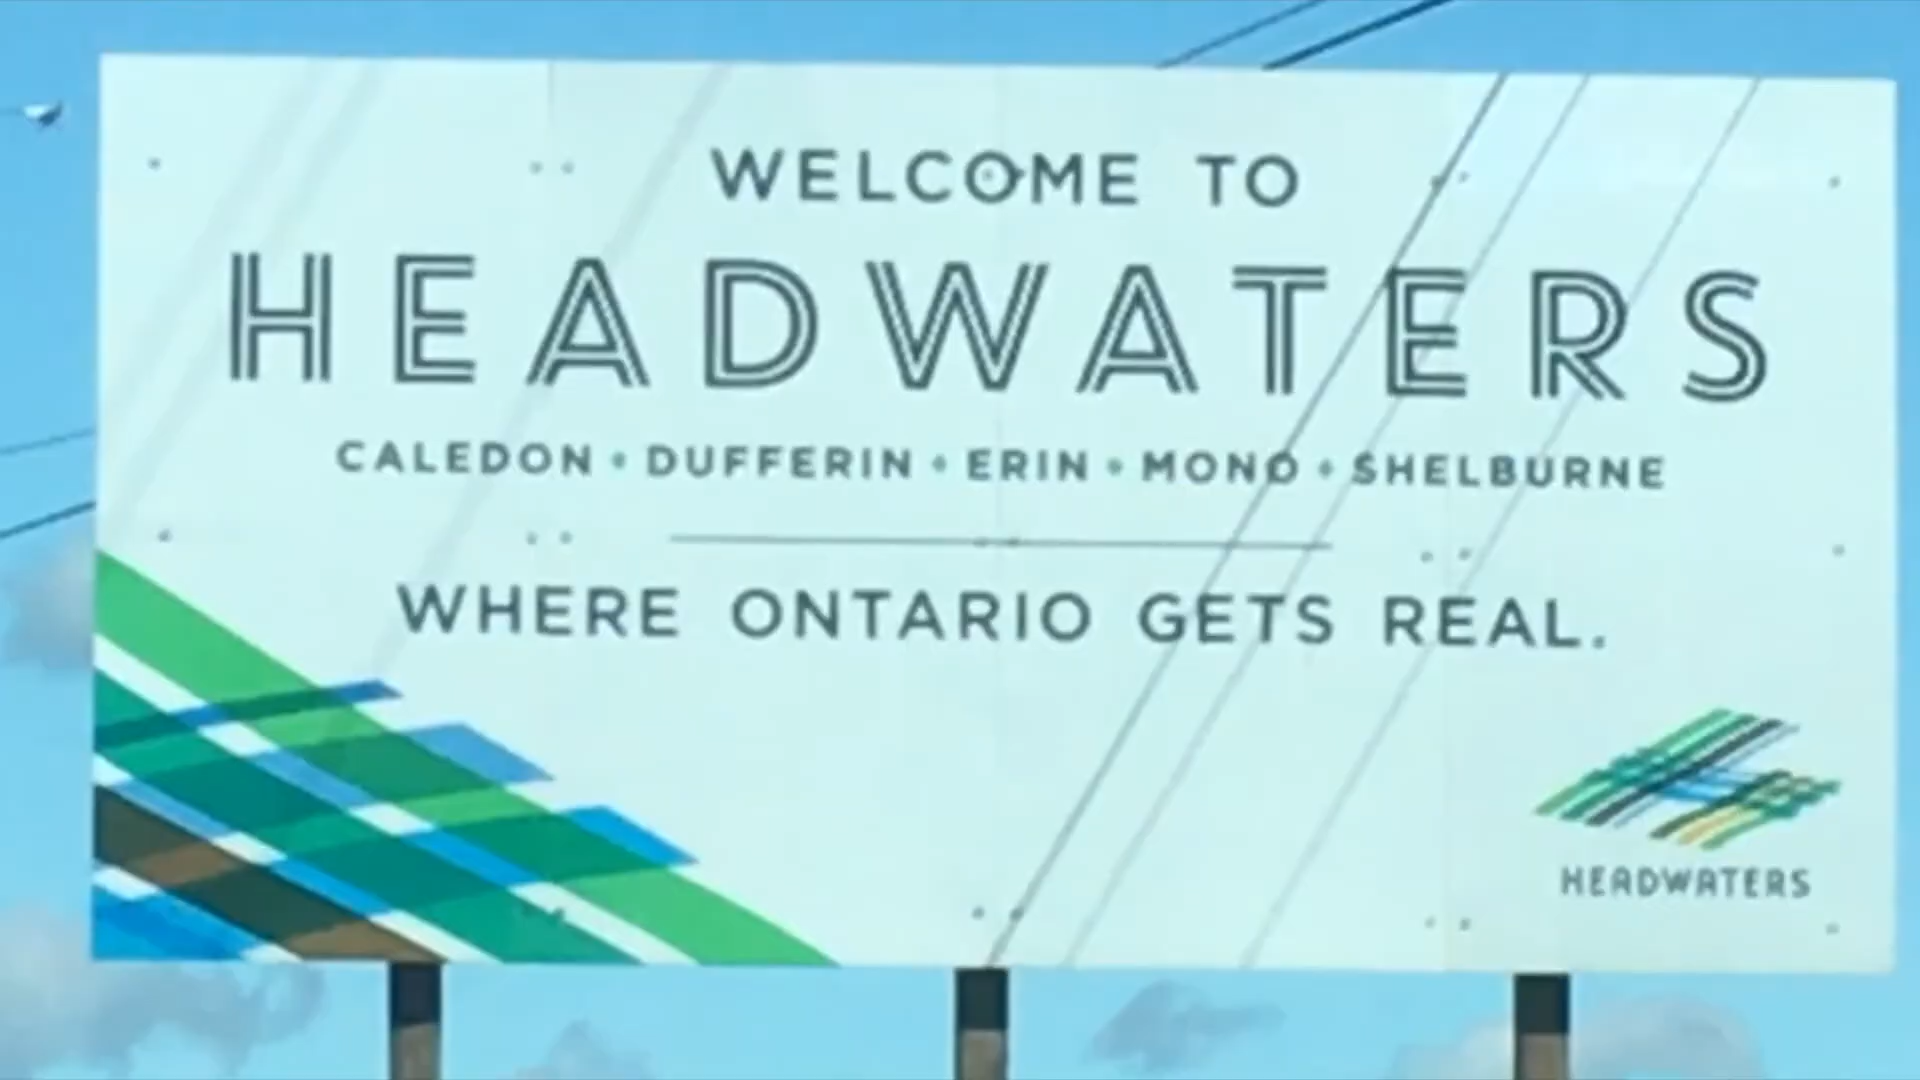 WELCOME TO
HEADWATERS
CALEDON • DUFFERIN • ERIN • MONO • SHELBURNE
WHERE ONTARIO GETS REAL.
HEADWATERS